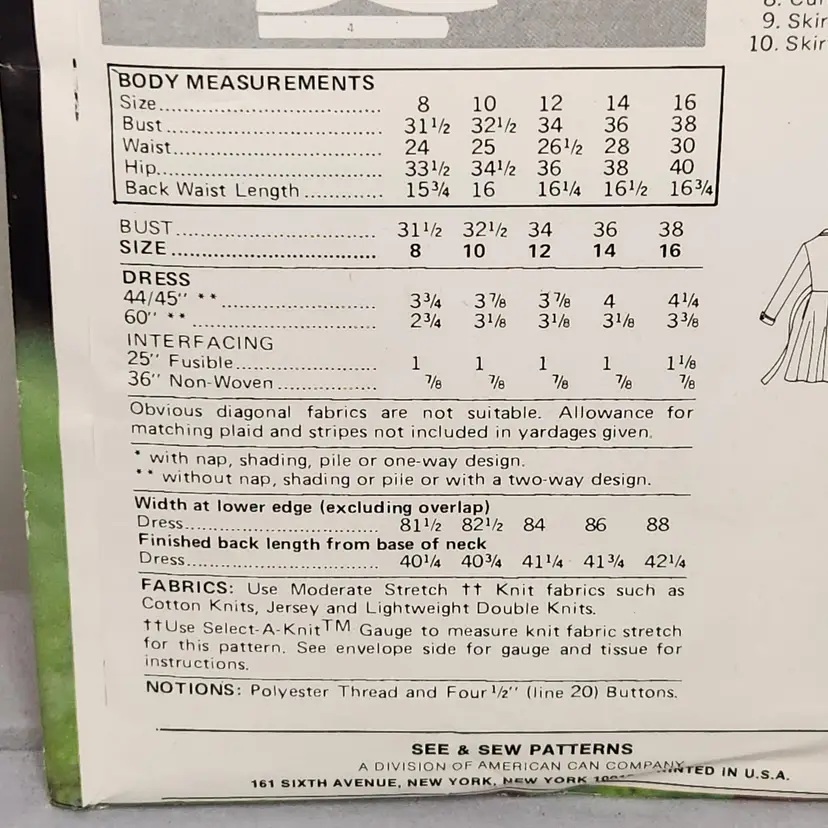 4
8. Cu
9. Skir
10. Skir
BODY MEASUREMENTS
Size 8 10 12 14 16
Bust 31½ 32½ 34 36 38
Waist 24 25 26½ 28 30
Hip 33½ 34½ 36 38 40
Back Waist Length 15¾ 16 16¼ 16½ 16¾
BUST 31½ 32½ 34 36 38
SIZE 8 10 12 14 16
DRESS
44/45" ** 3¾ 3⅞ 3⅞ 4 4¼
60" ** 2¾ 3⅛ 3⅛ 3⅛ 3⅜
INTERFACING
25" Fusible 1 1 1 1 1⅛
36" Non-Woven ⅞ ⅞ ⅞ ⅞ ⅞
Obvious diagonal fabrics are not suitable. Allowance for
matching plaid and stripes not included in yardages given.
* with nap, shading, pile or one-way design.
** without nap, shading or pile or with a two-way design.
Width at lower edge (excluding overlap)
Dress 81½ 82½ 84 86 88
Finished back length from base of neck
Dress 40¼ 40¾ 41¼ 41¾ 42¼
FABRICS: Use Moderate Stretch †† Knit fabrics such as
Cotton Knits, Jersey and Lightweight Double Knits.
††Use Select-A-Knit™ Gauge to measure knit fabric stretch
for this pattern. See envelope side for gauge and tissue for
instructions.
NOTIONS: Polyester Thread and Four ½" (line 20) Buttons.
SEE & SEW PATTERNS
A DIVISION OF AMERICAN CAN COMPANY
161 SIXTH AVENUE, NEW YORK, NEW YORK PRINTED IN U.S.A.